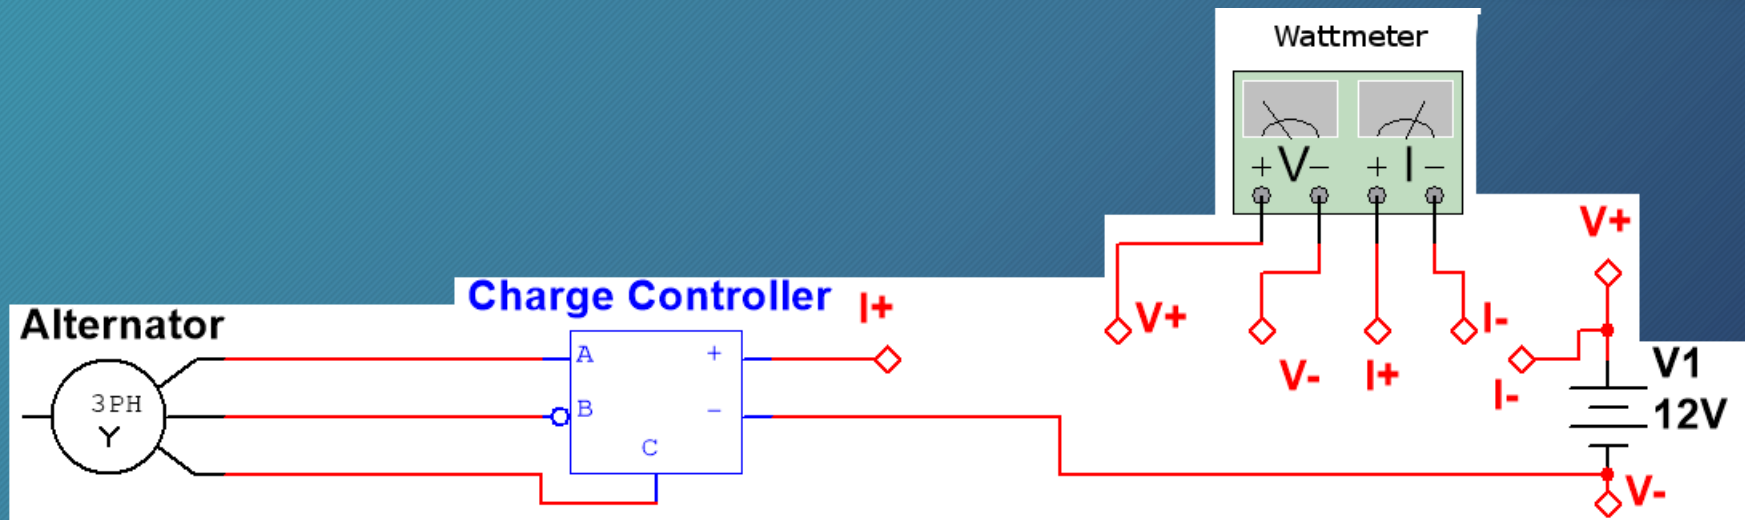 Wattmeter
+ V −
+ I −
V+
V-
I+
I-
Alternator
3PH
Y
Charge Controller
A
B
C
+
−
I+
V+
I-
V1
12V
V-